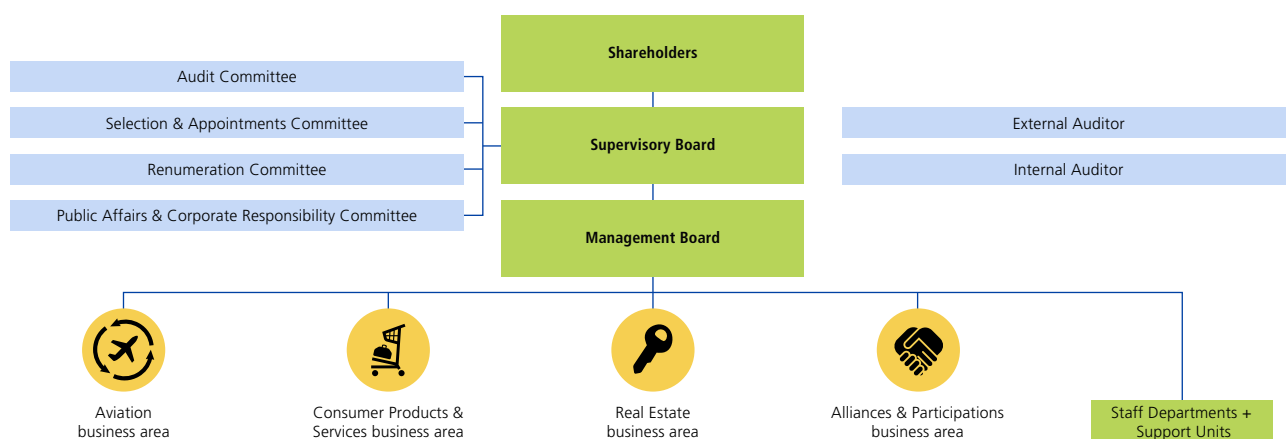 Shareholders
Audit Committee
Selection & Appointments Committee
Supervisory Board
External Auditor
Renumeration Committee
Internal Auditor
Public Affairs & Corporate Responsibility Committee
Management Board
Aviation
business area
Consumer Products &
Services business area
Real Estate
business area
Alliances & Participations
business area
Staff Departments +
Support Units